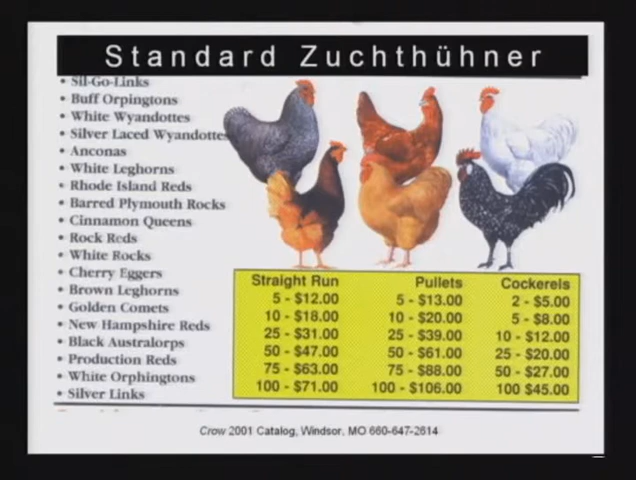 Standard Zuchthühner
• Sil-Go-Links
• Buff Orpingtons
• White Wyandottes
• Silver Laced Wyandottes
• Anconas
• White Leghorns
• Rhode Island Reds
• Barred Plymouth Rocks
• Cinnamon Queens
• Rock Reds
• White Rocks
• Cherry Eggers
• Brown Leghorns
• Golden Comets
• New Hampshire Reds
• Black Australorps
• Production Reds
• White Orphingtons
• Silver Links
Straight Run Pullets Cockerels
5 - $12.00 5 - $13.00 2 - $5.00
10 - $18.00 10 - $20.00 5 - $8.00
25 - $31.00 25 - $39.00 10 - $12.00
50 - $47.00 50 - $61.00 25 - $20.00
75 - $63.00 75 - $88.00 50 - $27.00
100 - $71.00 100 - $106.00 100 $45.00
Crow 2001 Catalog, Windsor, MO 660-647-2614